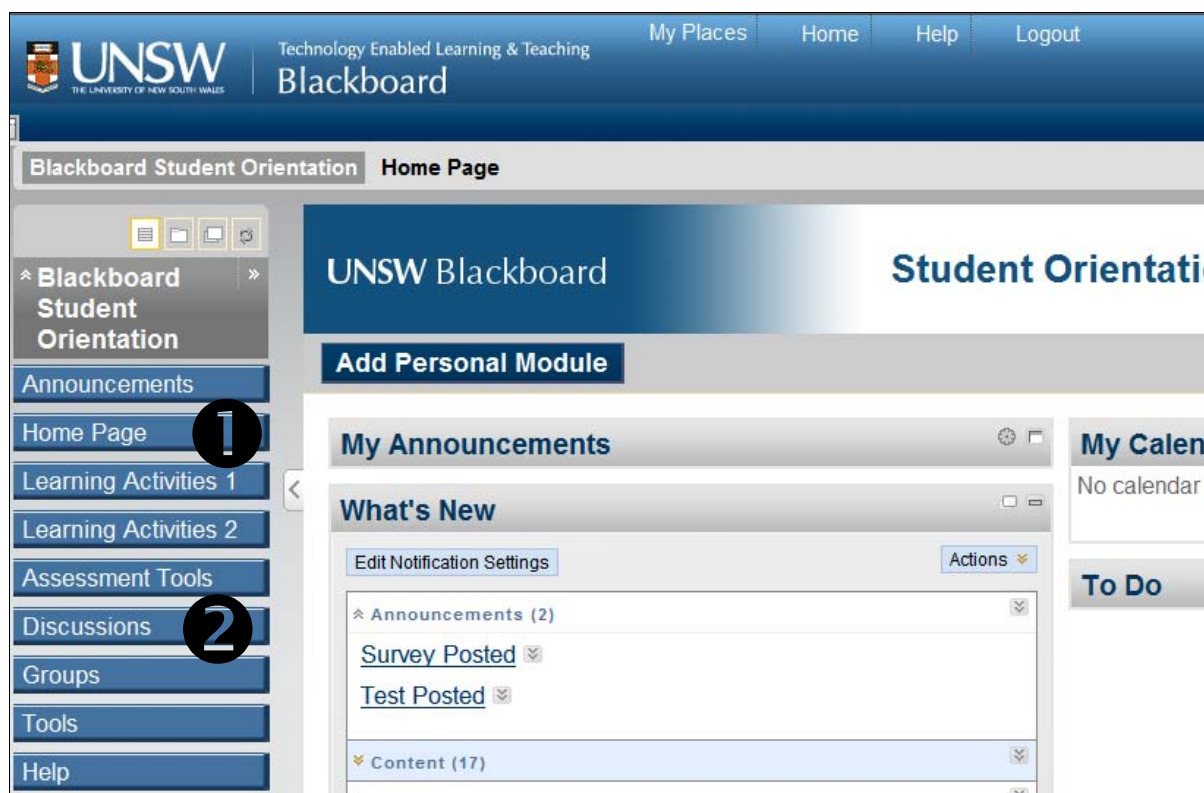 My Places Home Help Logout
UNSW
THE UNIVERSITY OF NEW SOUTH WALES
Technology Enabled Learning & Teaching
Blackboard
Blackboard Student Orientation Home Page
Blackboard
Student
Orientation
Announcements
Home Page 1
Learning Activities 1
Learning Activities 2
Assessment Tools
Discussions 2
Groups
Tools
Help
UNSW Blackboard Student Orientati
Add Personal Module
My Announcements
What's New
Edit Notification Settings Actions
Announcements (2)
Survey Posted
Test Posted
Content (17)
My Calen
No calendar
To Do